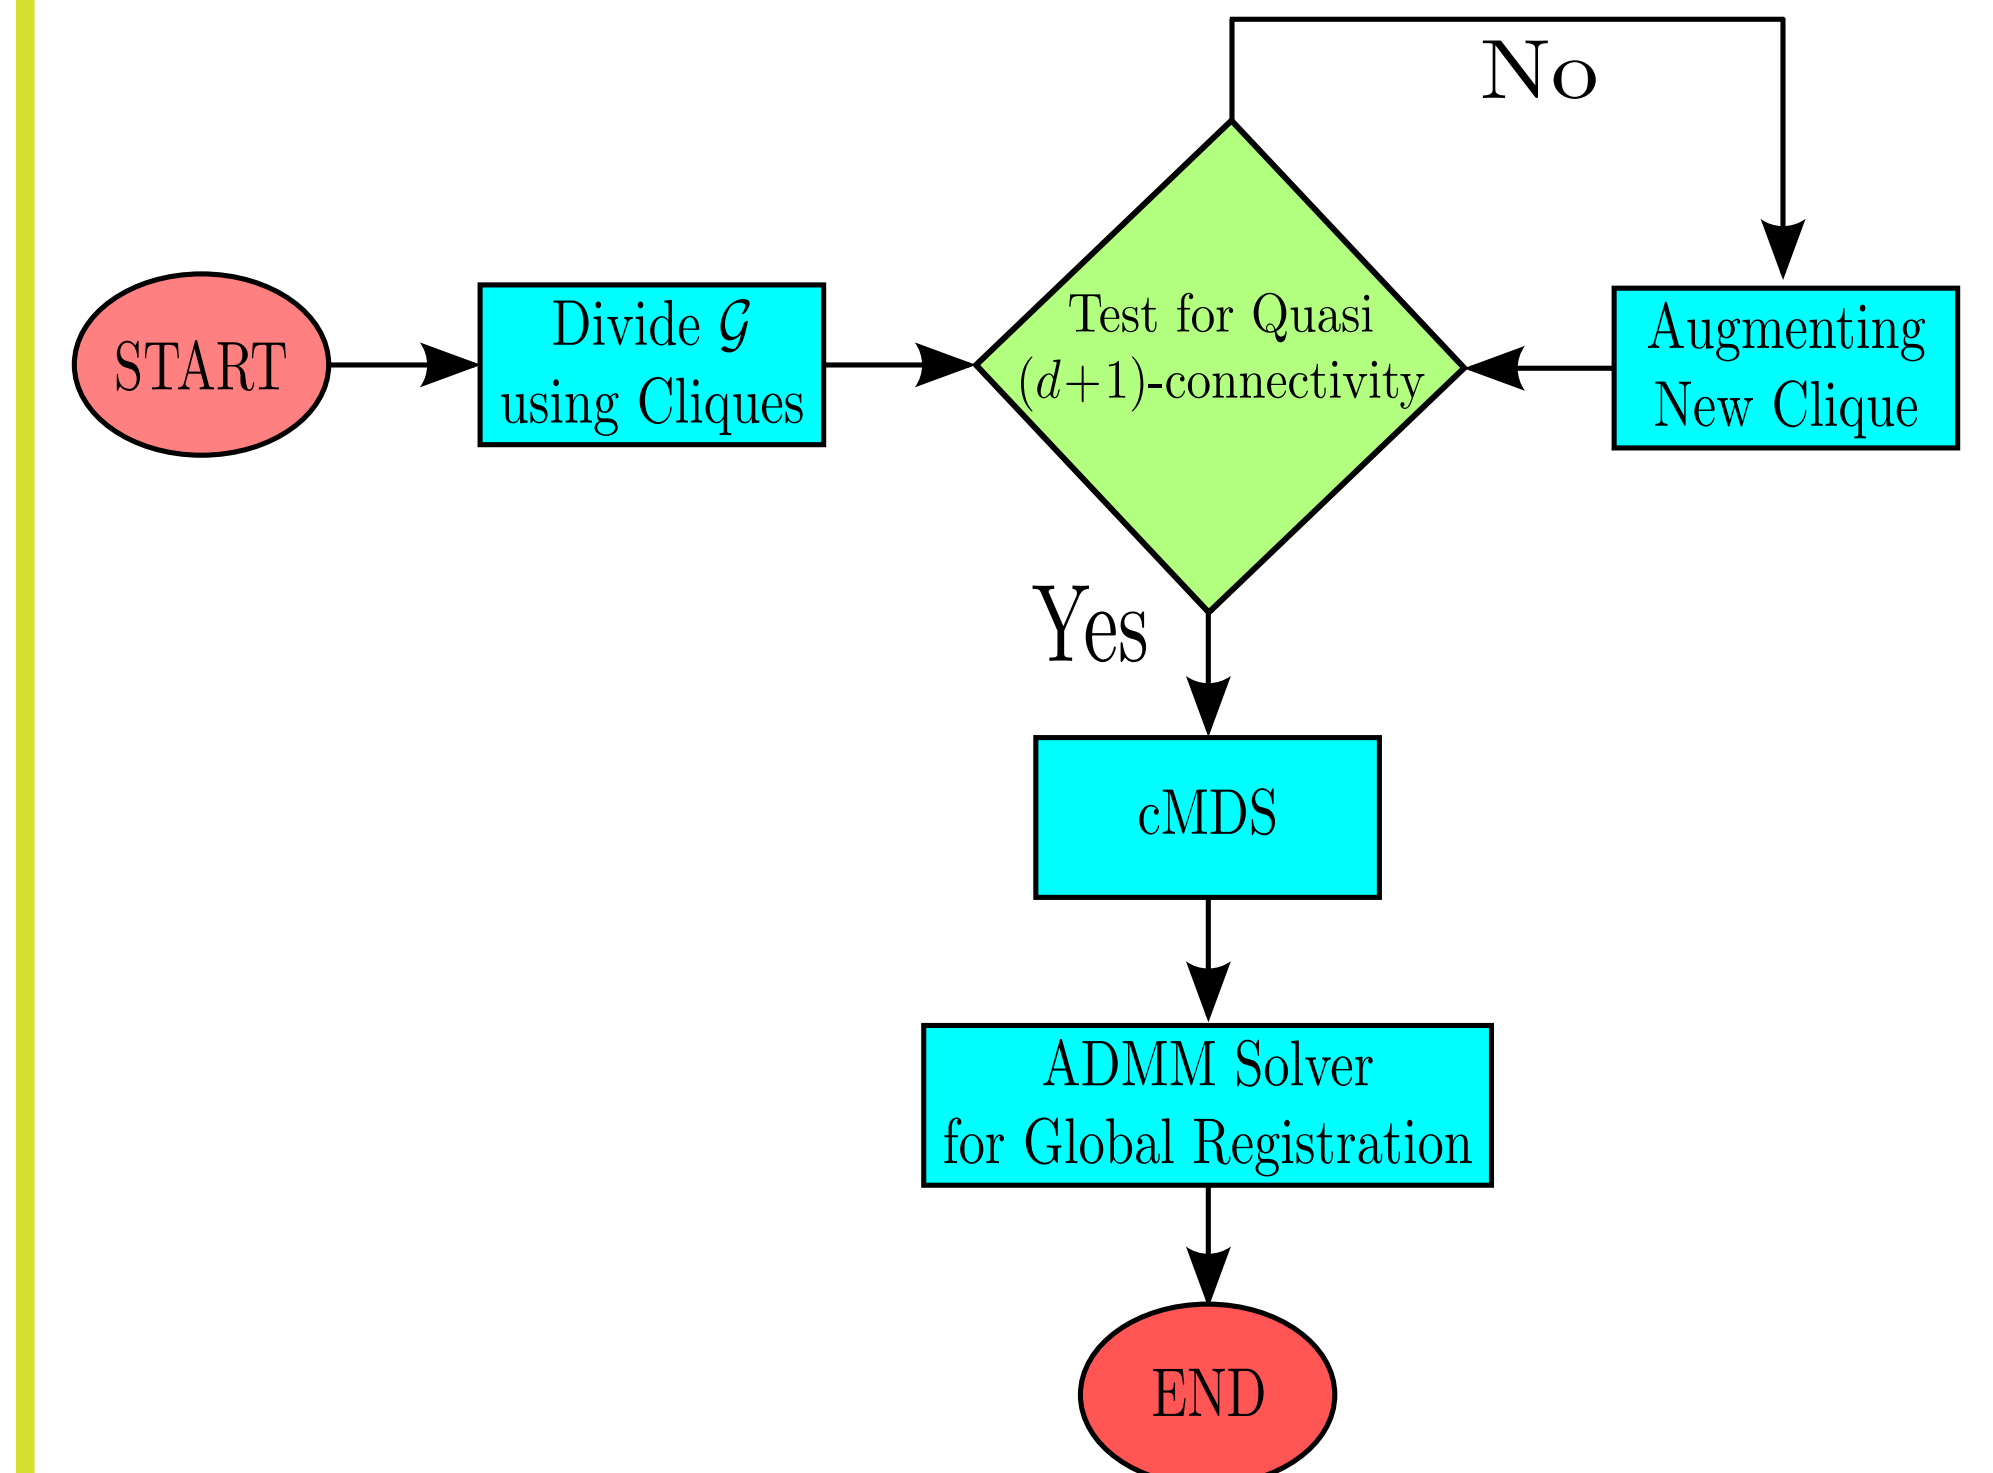 START
Divide 𝒢
using Cliques
Test for Quasi
(d+1)-connectivity
No
Augmenting
New Clique
Yes
cMDS
ADMM Solver
for Global Registration
END